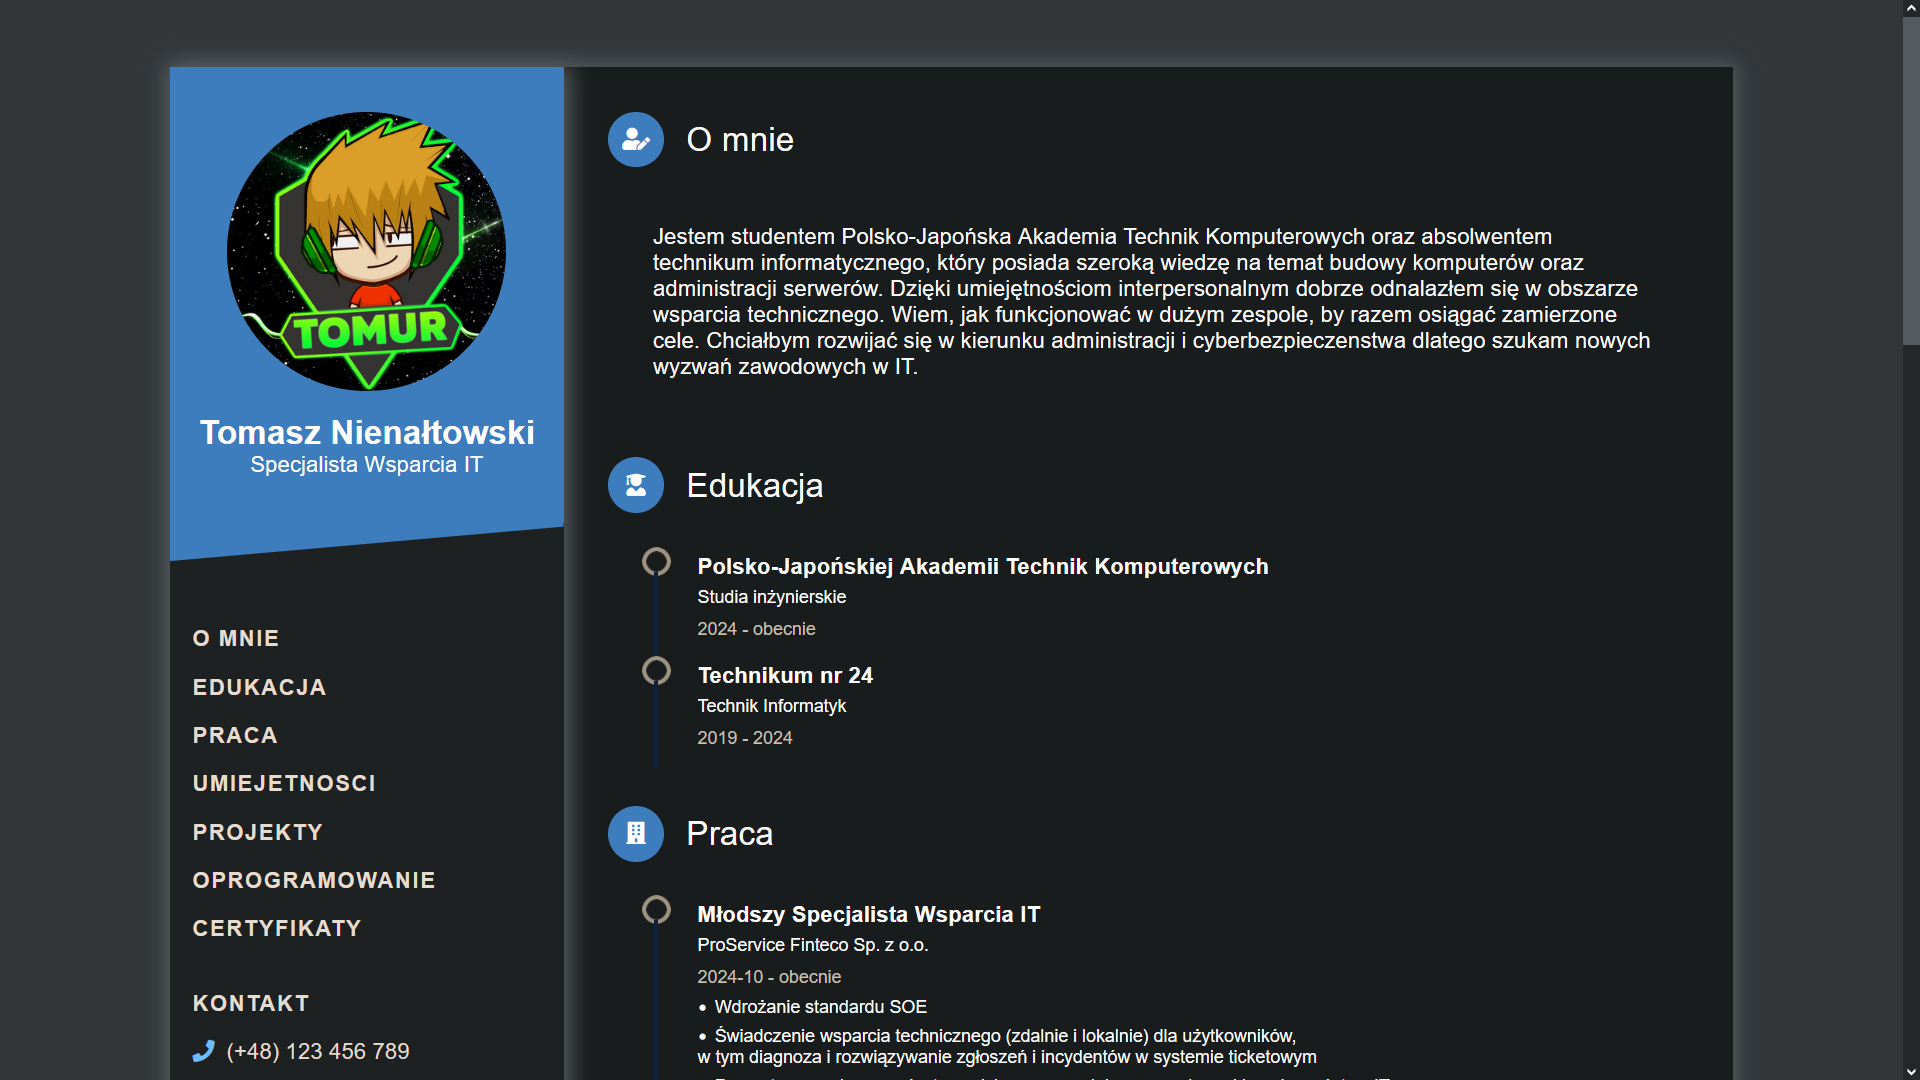 TOMUR
Tomasz Nienałtowski
Specjalista Wsparcia IT
O MNIE
EDUKACJA
PRACA
UMIEJETNOSCI
PROJEKTY
OPROGRAMOWANIE
CERTYFIKATY
KONTAKT
(+48) 123 456 789
O mnie
Jestem studentem Polsko-Japońska Akademia Technik Komputerowych oraz absolwentem
technikum informatycznego, który posiada szeroką wiedzę na temat budowy komputerów oraz
administracji serwerów. Dzięki umiejętnościom interpersonalnym dobrze odnalazłem się w obszarze
wsparcia technicznego. Wiem, jak funkcjonować w dużym zespole, by razem osiągać zamierzone
cele. Chciałbym rozwijać się w kierunku administracji i cyberbezpieczenstwa dlatego szukam nowych
wyzwań zawodowych w IT.
Edukacja
Polsko-Japońskiej Akademii Technik Komputerowych
Studia inżynierskie
2024 - obecnie
Technikum nr 24
Technik Informatyk
2019 - 2024
Praca
Młodszy Specjalista Wsparcia IT
ProService Finteco Sp. z o.o.
2024-10 - obecnie
• Wdrożanie standardu SOE
• Świadczenie wsparcia technicznego (zdalnie i lokalnie) dla użytkowników,
w tym diagnoza i rozwiązywanie zgłoszeń i incydentów w systemie ticketowym